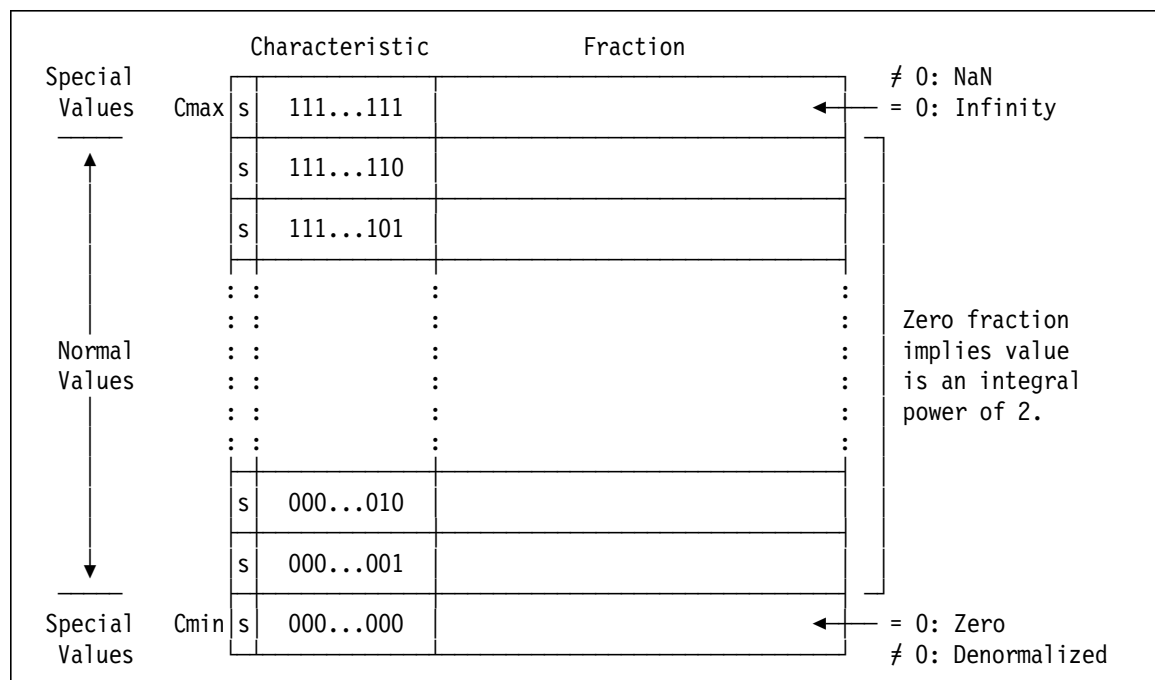 Characteristic Fraction
Special ≠ 0: NaN
Values Cmax s 111...111 = 0: Infinity
s 111...110
s 111...101
: : : :
: : : : Zero fraction
Normal : : : : implies value
Values : : : : is an integral
: : : : power of 2.
: : : :
s 000...010
s 000...001
Special Cmin s 000...000 = 0: Zero
Values ≠ 0: Denormalized